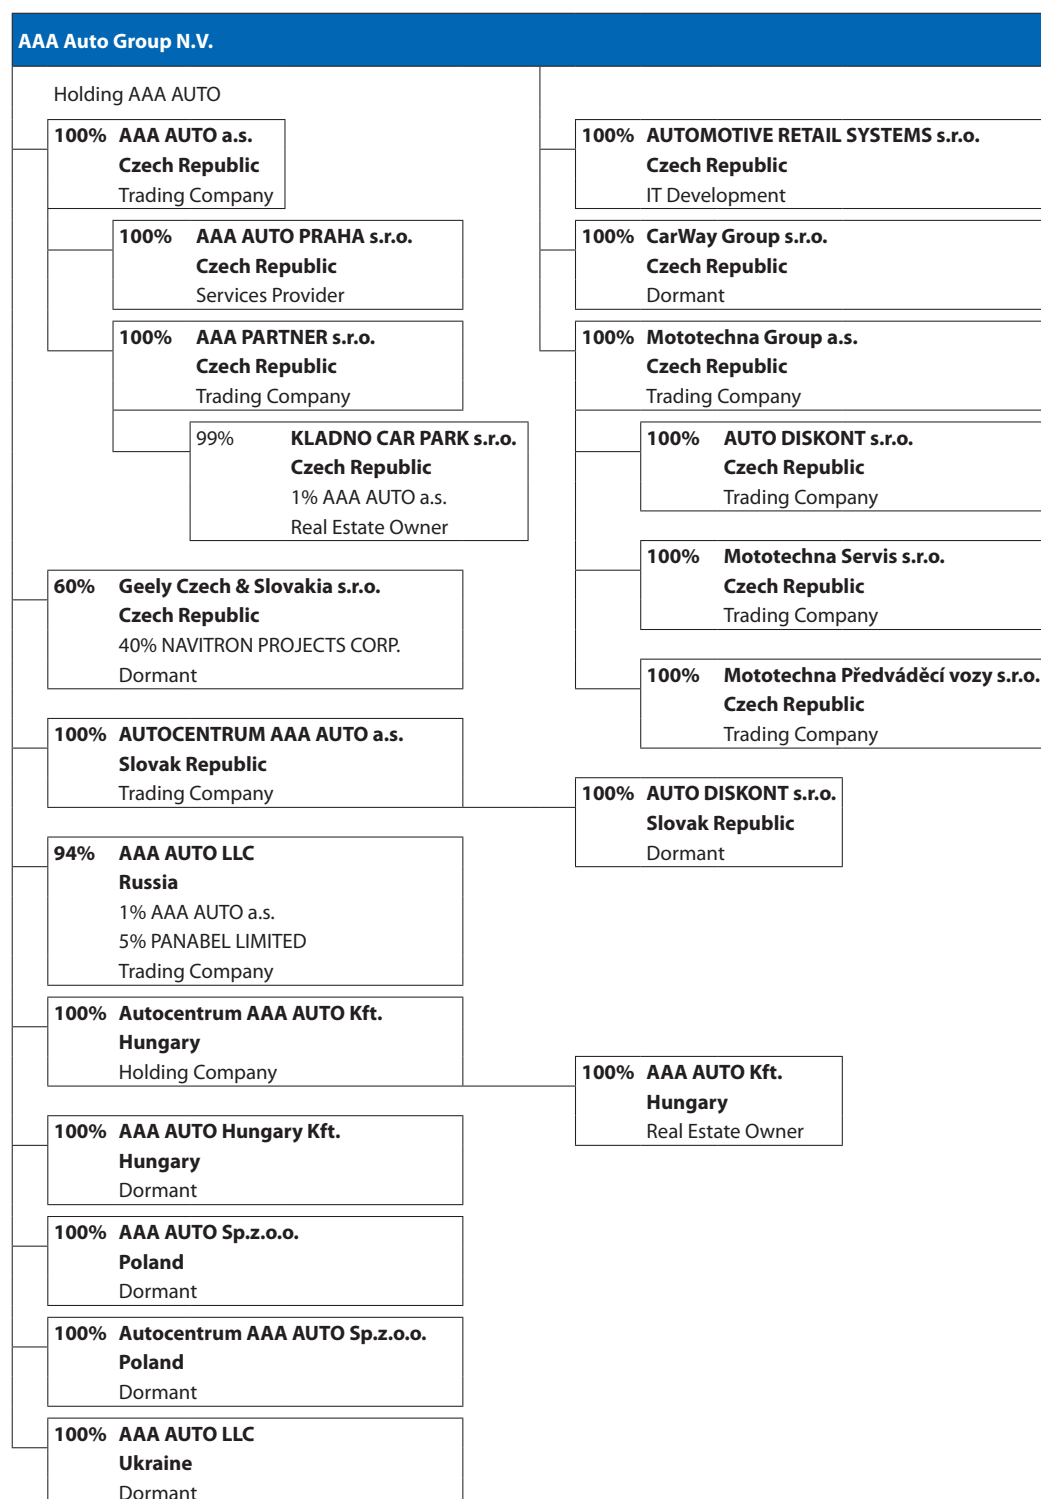 AAA Auto Group N.V.
Holding AAA AUTO
100% AAA AUTO a.s.
Czech Republic
Trading Company
100% AAA AUTO PRAHA s.r.o.
Czech Republic
Services Provider
100% AAA PARTNER s.r.o.
Czech Republic
Trading Company
99% KLADNO CAR PARK s.r.o.
Czech Republic
1% AAA AUTO a.s.
Real Estate Owner
60% Geely Czech & Slovakia s.r.o.
Czech Republic
40% NAVITRON PROJECTS CORP.
Dormant
100% AUTOCENTRUM AAA AUTO a.s.
Slovak Republic
Trading Company
100% AUTO DISKONT s.r.o.
Slovak Republic
Dormant
94% AAA AUTO LLC
Russia
1% AAA AUTO a.s.
5% PANABEL LIMITED
Trading Company
100% Autocentrum AAA AUTO Kft.
Hungary
Holding Company
100% AAA AUTO Kft.
Hungary
Real Estate Owner
100% AAA AUTO Hungary Kft.
Hungary
Dormant
100% AAA AUTO Sp.z.o.o.
Poland
Dormant
100% Autocentrum AAA AUTO Sp.z.o.o.
Poland
Dormant
100% AAA AUTO LLC
Ukraine
Dormant
100% AUTOMOTIVE RETAIL SYSTEMS s.r.o.
Czech Republic
IT Development
100% CarWay Group s.r.o.
Czech Republic
Dormant
100% Mototechna Group a.s.
Czech Republic
Trading Company
100% AUTO DISKONT s.r.o.
Czech Republic
Trading Company
100% Mototechna Servis s.r.o.
Czech Republic
Trading Company
100% Mototechna Předváděcí vozy s.r.o.
Czech Republic
Trading Company